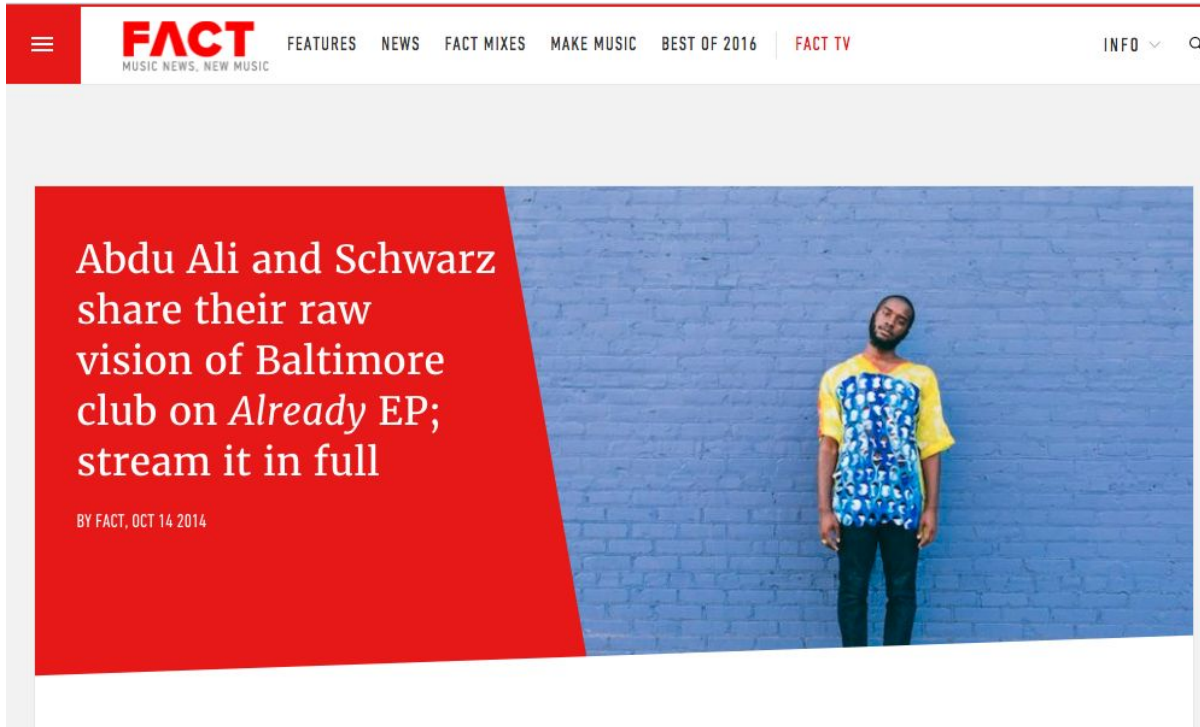 FACT
MUSIC NEWS, NEW MUSIC
FEATURES NEWS FACT MIXES MAKE MUSIC BEST OF 2016 FACT TV INFO
Abdu Ali and Schwarz
share their raw
vision of Baltimore
club on Already EP;
stream it in full
BY FACT, OCT 14 2014